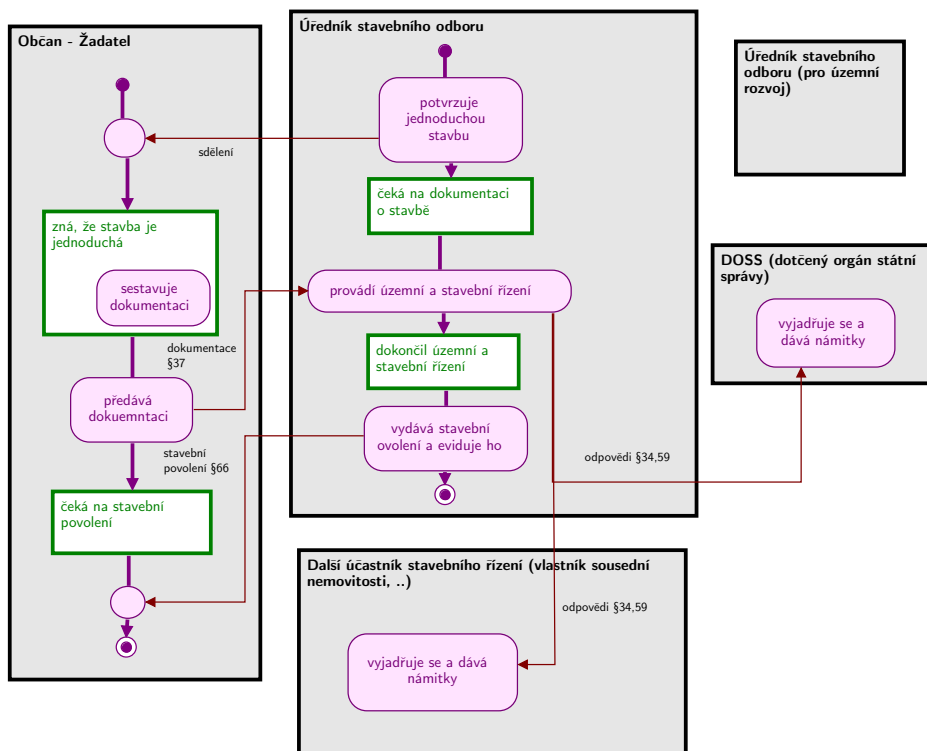 Občan - Žadatel
sdělení
zná, že stavba je
jednoduchá
sestavuje
dokumentaci
dokumentace
§37
předává
dokuemntaci
stavební
povolení §66
čeká na stavební
povolení
Úředník stavebního odboru
potvrzuje
jednoduchou
stavbu
čeká na dokumentaci
o stavbě
provádí územní a stavební řízení
dokončil územní a
stavební řízení
vydává stavební
ovolení a eviduje ho
odpovědi §34,59
Úředník stavebního
odboru (pro územní
rozvoj)
DOSS (dotčený orgán státní
správy)
vyjadřuje se a
dává námitky
Další účastník stavebního řízení (vlastník sousední
nemovitosti, ..)
odpovědi §34,59
vyjadřuje se a dává
námitky